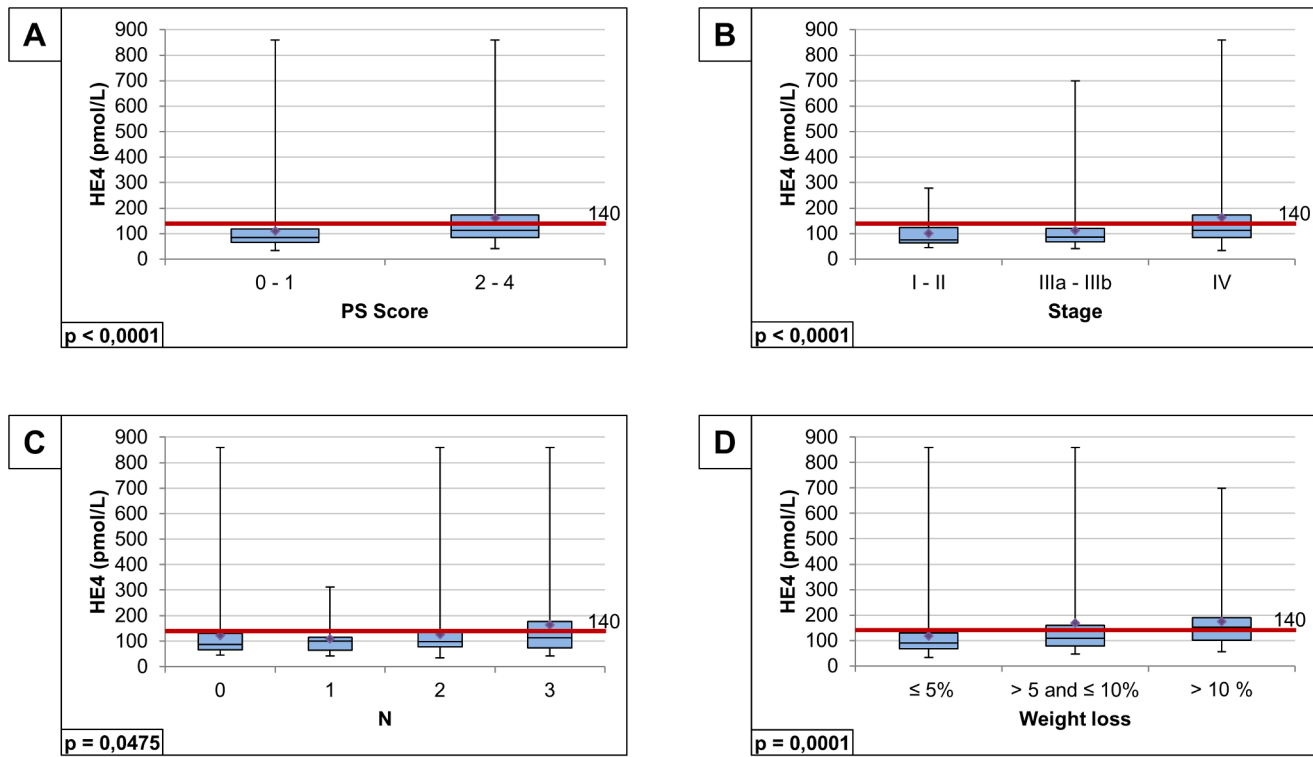 A
HE4 (pmol/L)
900
800
700
600
500
400
300
200
100
0
140
0 - 1 2 - 4
PS Score
p < 0,0001
B
HE4 (pmol/L)
900
800
700
600
500
400
300
200
100
0
140
I - II IIIa - IIIb IV
Stage
p < 0,0001
C
HE4 (pmol/L)
900
800
700
600
500
400
300
200
100
0
140
0 1 2 3
N
p = 0,0475
D
HE4 (pmol/L)
900
800
700
600
500
400
300
200
100
0
140
≤ 5% > 5 and ≤ 10% > 10 %
Weight loss
p = 0,0001